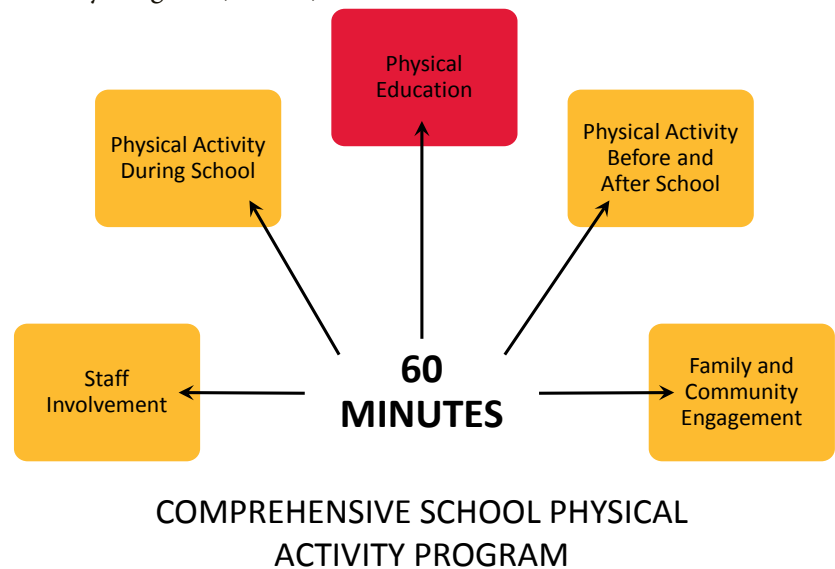 Physical
Education
Physical Activity
During School
Physical Activity
Before and
After School
Staff
Involvement
60
MINUTES
Family and
Community
Engagement
COMPREHENSIVE SCHOOL PHYSICAL
ACTIVITY PROGRAM